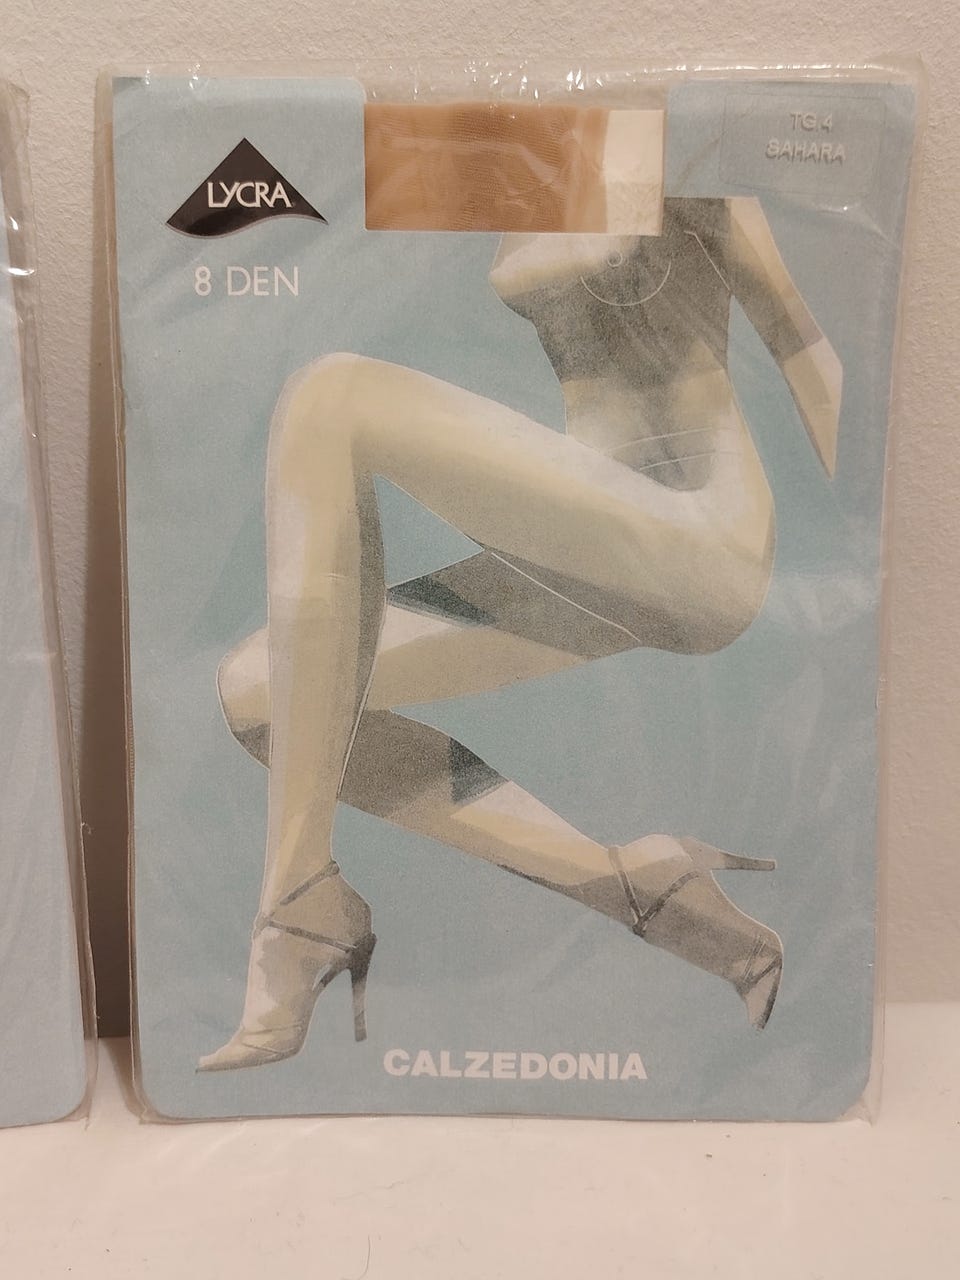 LYCRA
8 DEN
TG.4
SAHARA
CALZEDONIA